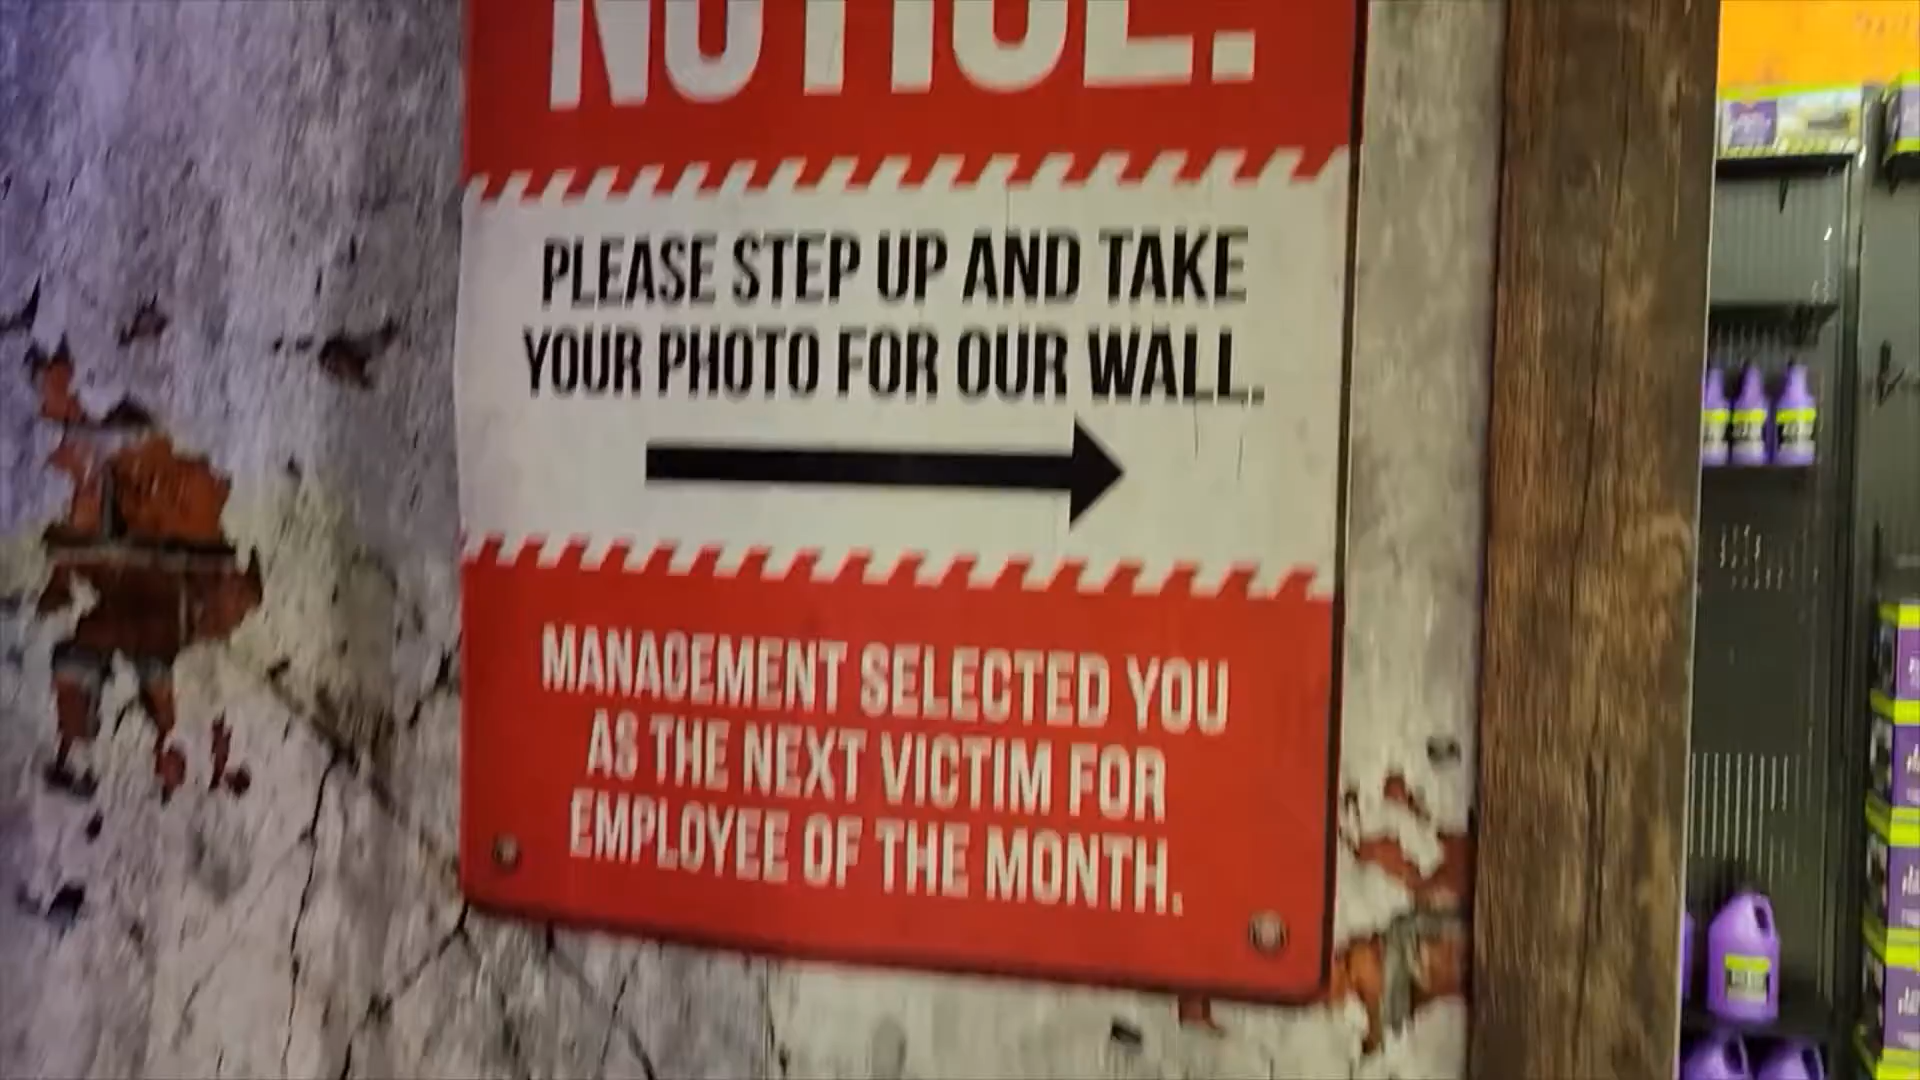 NOTICE:
PLEASE STEP UP AND TAKE
YOUR PHOTO FOR OUR WALL.
MANAGEMENT SELECTED YOU
AS THE NEXT VICTIM FOR
EMPLOYEE OF THE MONTH.